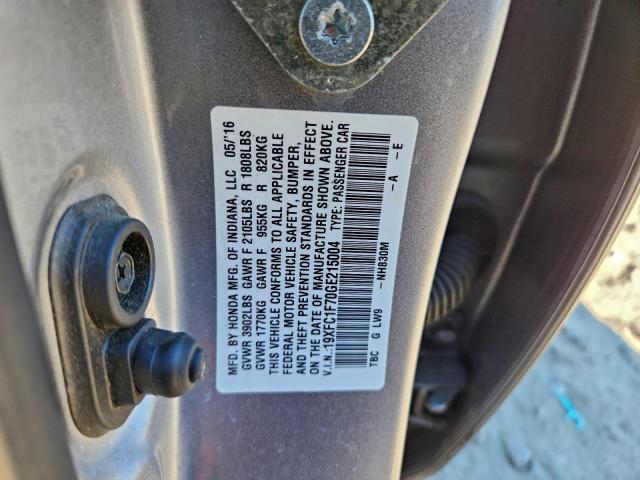 MFD. BY HONDA MFG. OF INDIANA, LLC 05/'16
GVWR 3902LBS GAWR F 2105LBS R 1808LBS
GVWR 1770KG GAWR F 955KG R 820KG
THIS VEHICLE CONFORMS TO ALL APPLICABLE
FEDERAL MOTOR VEHICLE SAFETY, BUMPER,
AND THEFT PREVENTION STANDARDS IN EFFECT
ON THE DATE OF MANUFACTURE SHOWN ABOVE.
V.I.N.: 19XFC1F70GE215004 TYPE: PASSENGER CAR
TBC G LW9 -NH830M -A -E